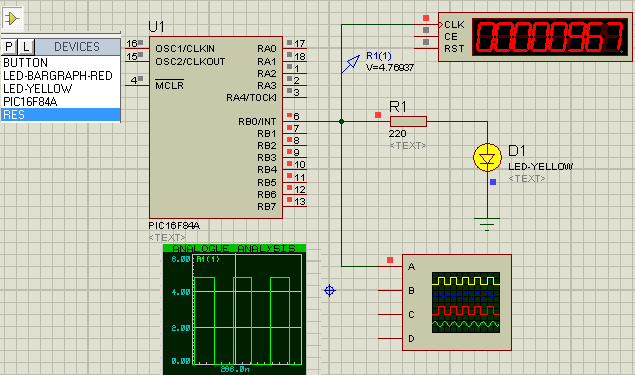 P L DEVICES
BUTTON
LED-BARGRAPH-RED
LED-YELLOW
PIC16F84A
RES
U1
16 OSC1/CLKIN
15 OSC2/CLKOUT
4 MCLR
RA0 17
RA1 18
RA2 1
RA3 2
RA4/T0CKI 3
RB0/INT 6
RB1 7
RB2 8
RB3 9
RB4 10
RB5 11
RB6 12
RB7 13
PIC16F84A
<TEXT>
CLK
CE
RST
00000967
R1(1)
V=4.76937
R1
220
<TEXT>
D1
LED-YELLOW
<TEXT>
A
B
C
D
ANALOGUE ANALYSIS
6.00
R1(1)
4.00
2.00
0.00